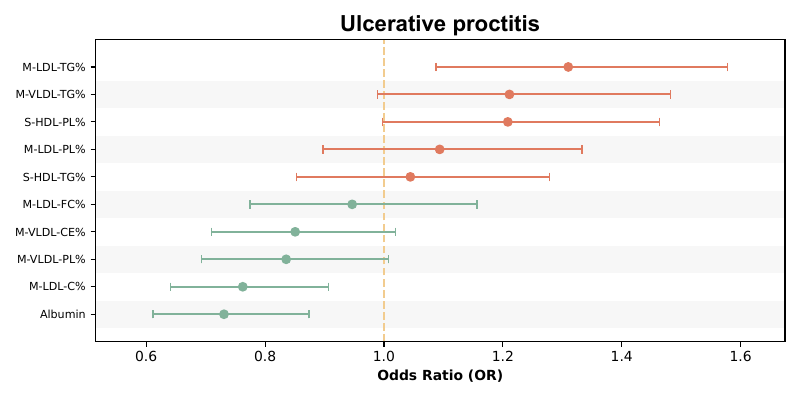 Ulcerative proctitis
M-LDL-TG%
M-VLDL-TG%
S-HDL-PL%
M-LDL-PL%
S-HDL-TG%
M-LDL-FC%
M-VLDL-CE%
M-VLDL-PL%
M-LDL-C%
Albumin
0.6 0.8 1.0 1.2 1.4 1.6
Odds Ratio (OR)